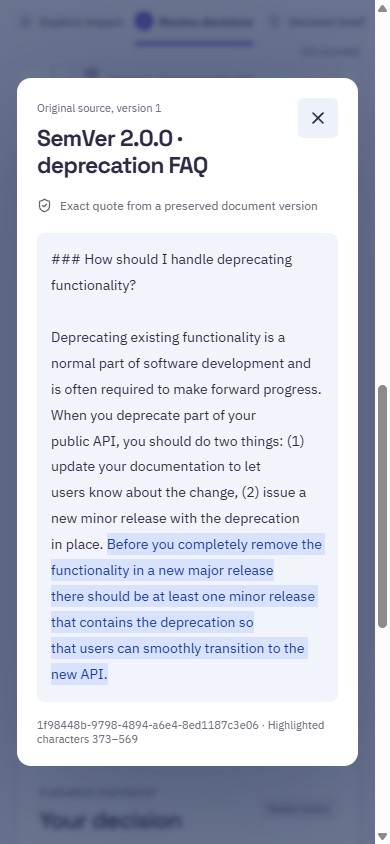 Explore impact
Review decision
Decision brief
Original source, version 1
SemVer 2.0.0 ·
deprecation FAQ
Exact quote from a preserved document version
### How should I handle deprecating
functionality?
Deprecating existing functionality is a
normal part of software development and
is often required to make forward progress.
When you deprecate part of your
public API, you should do two things: (1)
update your documentation to let
users know about the change, (2) issue a
new minor release with the deprecation
in place. Before you completely remove the
functionality in a new major release
there should be at least one minor release
that contains the deprecation so
that users can smoothly transition to the
new API.
1f98448b-9798-4894-a6e4-8ed1187c3e06 · Highlighted
characters 373–569
Your decision